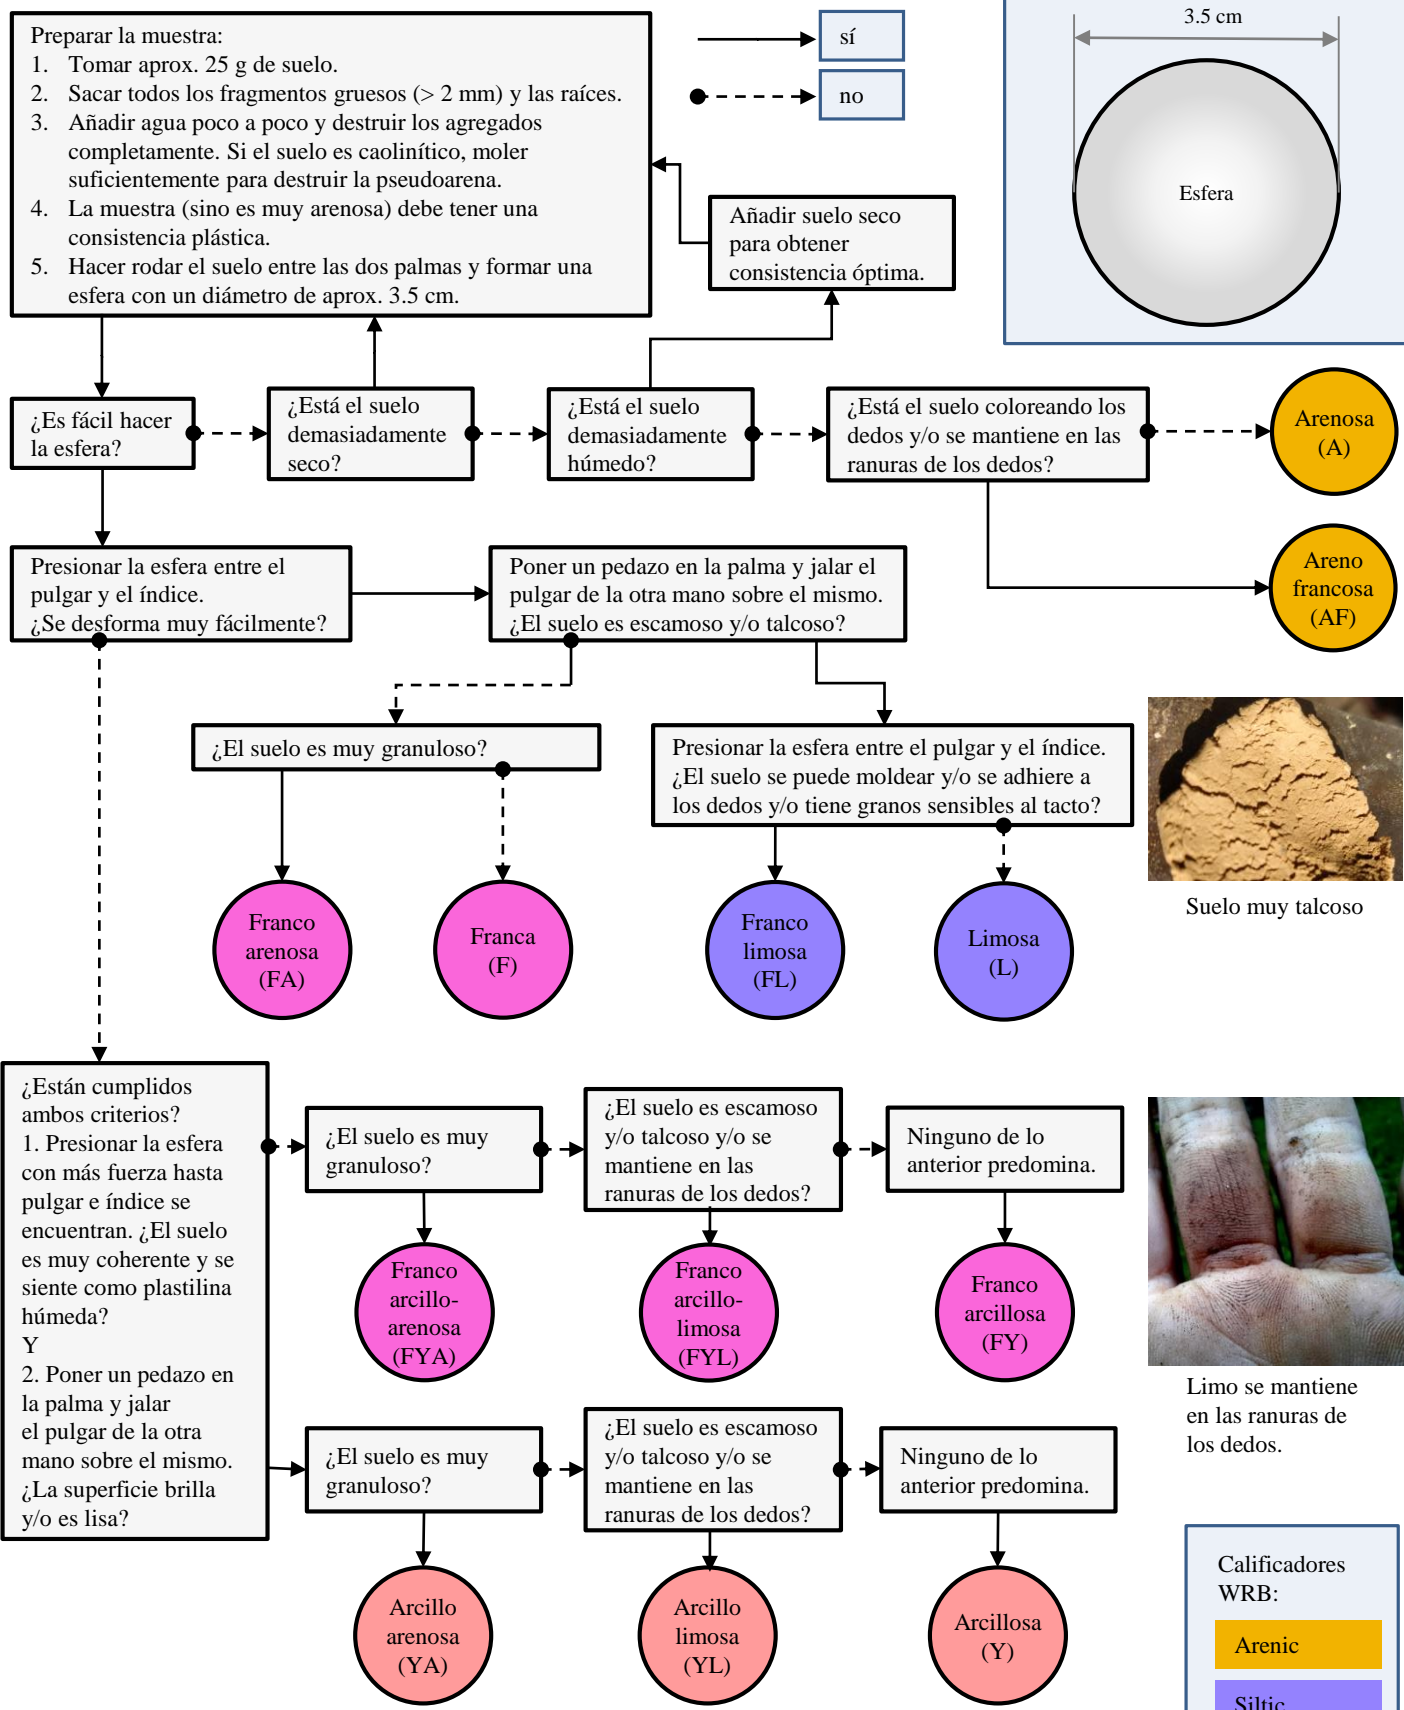 Preparar la muestra:
1. Tomar aprox. 25 g de suelo.
2. Sacar todos los fragmentos gruesos (> 2 mm) y las raíces.
3. Añadir agua poco a poco y destruir los agregados
completamente. Si el suelo es caolinítico, moler
suficientemente para destruir la pseudoarena.
4. La muestra (sino es muy arenosa) debe tener una
consistencia plástica.
5. Hacer rodar el suelo entre las dos palmas y formar una
esfera con un diámetro de aprox. 3.5 cm.
sí
no
3.5 cm
Esfera
Añadir suelo seco
para obtener
consistencia óptima.
¿Es fácil hacer
la esfera?
¿Está el suelo
demasiadamente
seco?
¿Está el suelo
demasiadamente
húmedo?
¿Está el suelo coloreando los
dedos y/o se mantiene en las
ranuras de los dedos?
Arenosa
(A)
Areno
francosa
(AF)
Presionar la esfera entre el
pulgar y el índice.
¿Se desforma muy fácilmente?
Poner un pedazo en la palma y jalar el
pulgar de la otra mano sobre el mismo.
¿El suelo es escamoso y/o talcoso?
¿El suelo es muy granuloso?
Presionar la esfera entre el pulgar y el índice.
¿El suelo se puede moldear y/o se adhiere a
los dedos y/o tiene granos sensibles al tacto?
Franco
arenosa
(FA)
Franca
(F)
Franco
limosa
(FL)
Limosa
(L)
Suelo muy talcoso
¿Están cumplidos
ambos criterios?
1. Presionar la esfera
con más fuerza hasta
pulgar e índice se
encuentran. ¿El suelo
es muy coherente y se
siente como plastilina
húmeda?
Y
2. Poner un pedazo en
la palma y jalar
el pulgar de la otra
mano sobre el mismo.
¿La superficie brilla
y/o es lisa?
¿El suelo es muy
granuloso?
¿El suelo es escamoso
y/o talcoso y/o se
mantiene en las
ranuras de los dedos?
Ninguno de lo
anterior predomina.
Franco
arcillo-
arenosa
(FYA)
Franco
arcillo-
limosa
(FYL)
Franco
arcillosa
(FY)
Limo se mantiene
en las ranuras de
los dedos.
¿El suelo es muy
granuloso?
¿El suelo es escamoso
y/o talcoso y/o se
mantiene en las
ranuras de los dedos?
Ninguno de lo
anterior predomina.
Arcillo
arenosa
(YA)
Arcillo
limosa
(YL)
Arcillosa
(Y)
Calificadores
WRB:
Arenic
Siltic